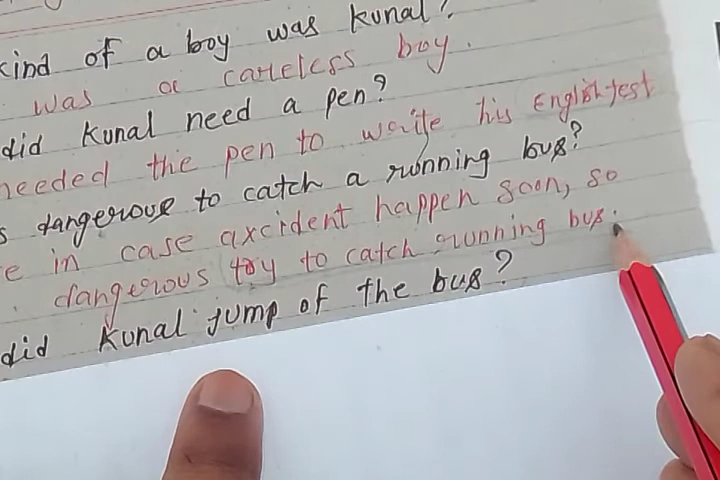 kind of a boy was Kunal?
was a careless boy.
did Kunal need a pen?
needed the pen to write his English test
s dangerous to catch a running bus?
e in case axcident happen soon, so
dangerous try to catch running bus.
did Kunal jump of the bus?